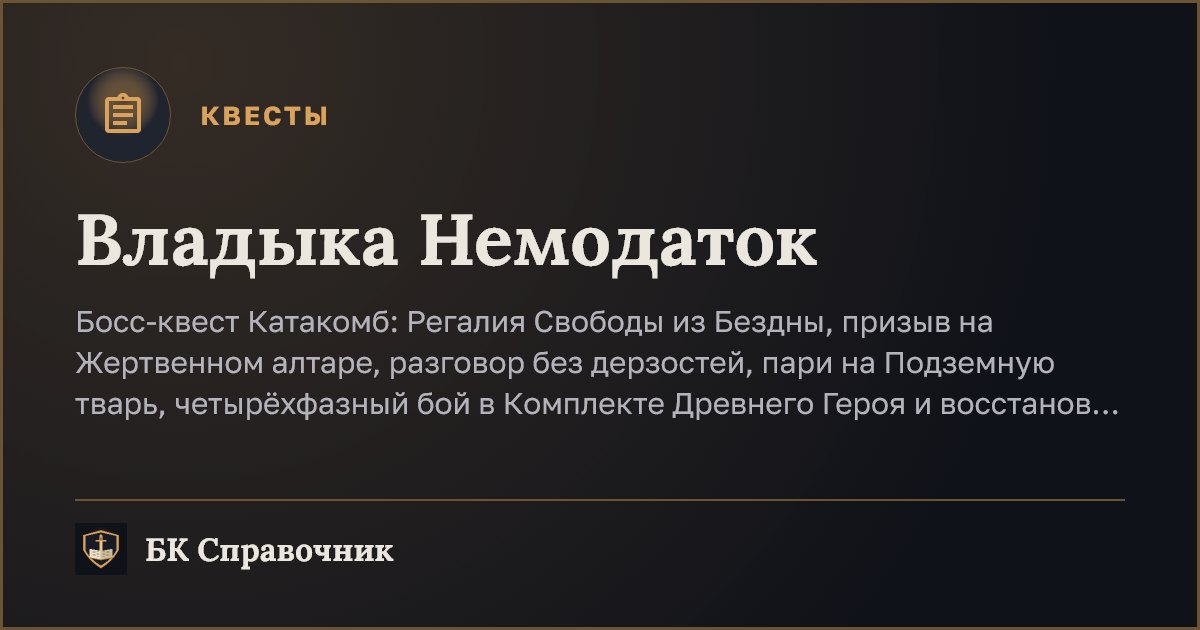 КВЕСТЫ
Владыка Немодаток
Босс-квест Катакомб: Регалия Свободы из Бездны, призыв на
Жертвенном алтаре, разговор без дерзостей, пари на Подземную
тварь, четырёхфазный бой в Комплекте Древнего Героя и восстанов…
БК Справочник